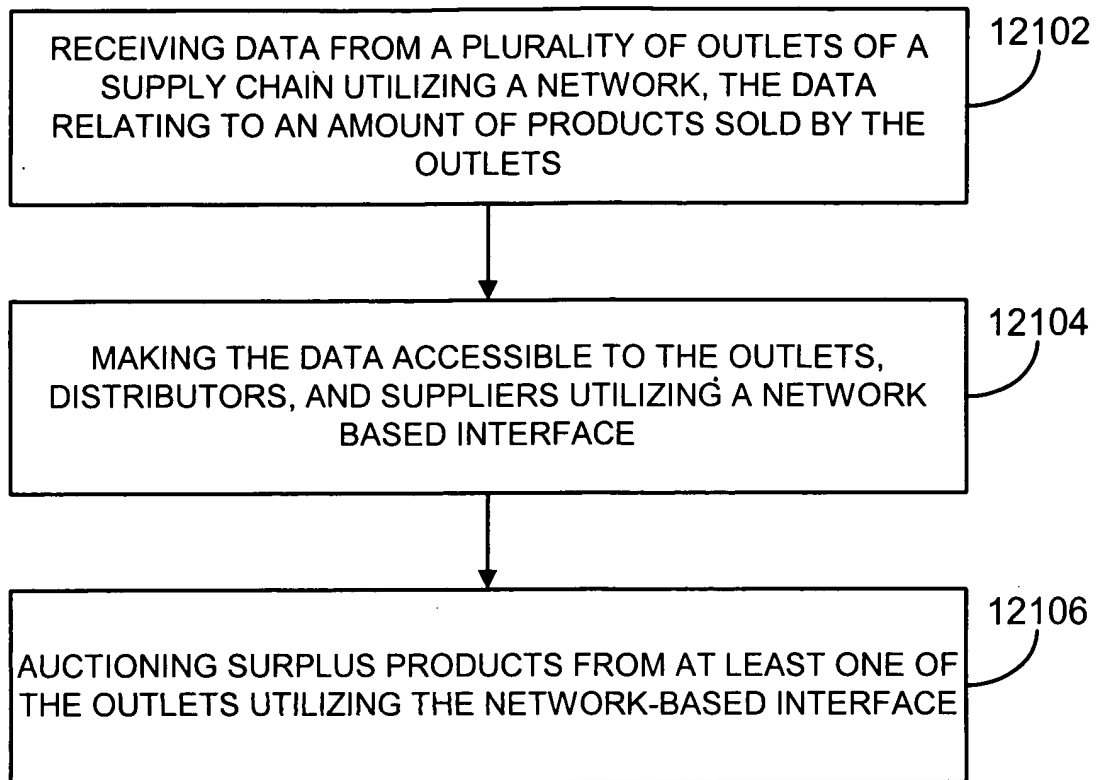 RECEIVING DATA FROM A PLURALITY OF OUTLETS OF A
SUPPLY CHAIN UTILIZING A NETWORK, THE DATA
RELATING TO AN AMOUNT OF PRODUCTS SOLD BY THE
OUTLETS
12102
MAKING THE DATA ACCESSIBLE TO THE OUTLETS,
DISTRIBUTORS, AND SUPPLIERS UTILIZING A NETWORK
BASED INTERFACE
12104
AUCTIONING SURPLUS PRODUCTS FROM AT LEAST ONE OF
THE OUTLETS UTILIZING THE NETWORK-BASED INTERFACE
12106